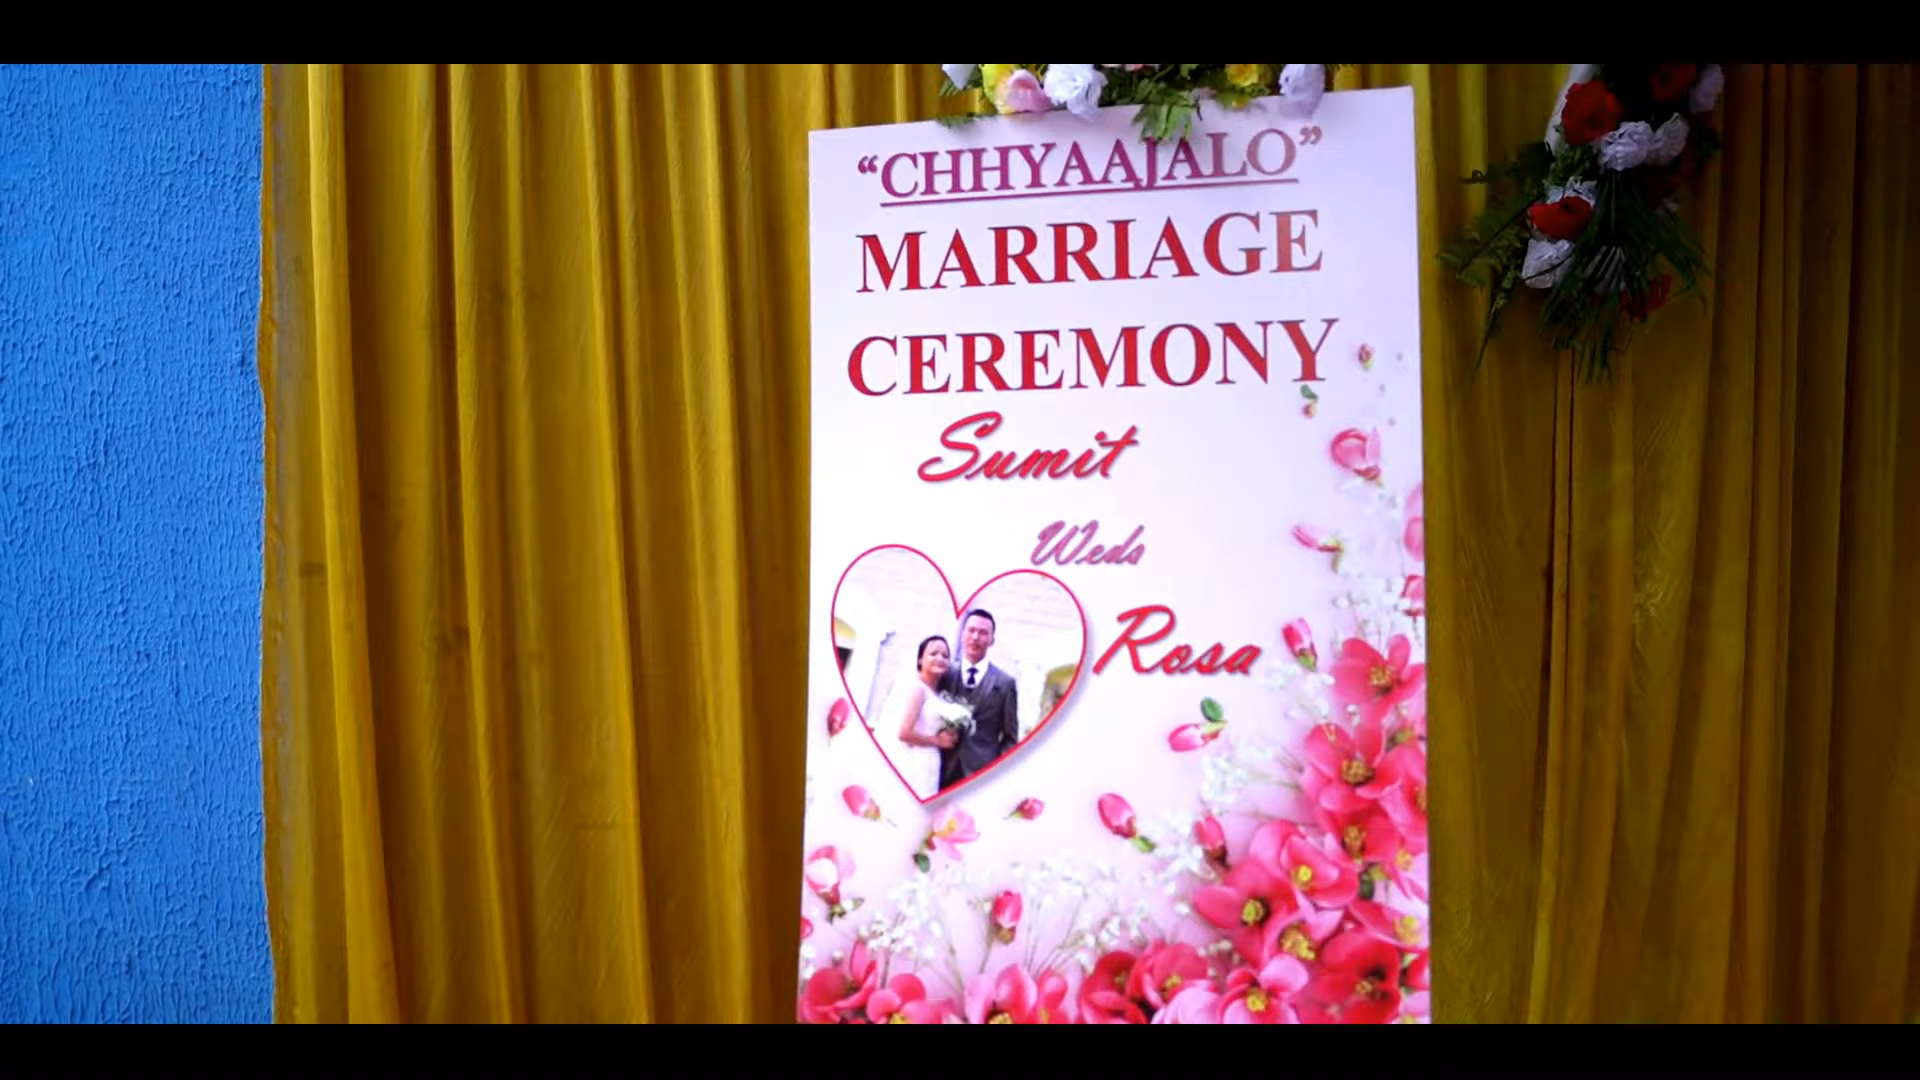 “CHHYAAJALO”
MARRIAGE
CEREMONY
Sumit
Weds
Rosa